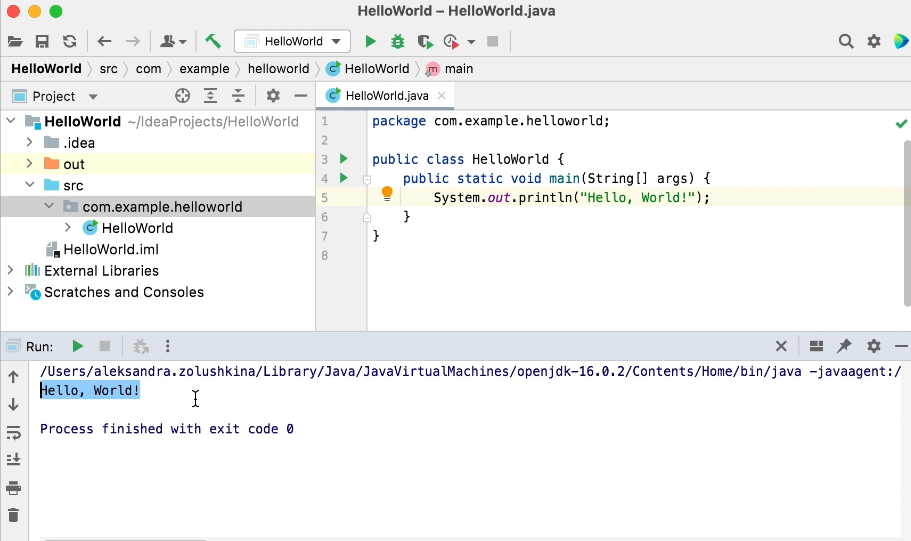 HelloWorld – HelloWorld.java
HelloWorld
HelloWorld src com example helloworld HelloWorld main
Project
HelloWorld.java
HelloWorld ~/IdeaProjects/HelloWorld
.idea
out
src
com.example.helloworld
HelloWorld
HelloWorld.iml
External Libraries
Scratches and Consoles
1 package com.example.helloworld;
2
3 public class HelloWorld {
4 public static void main(String[] args) {
5 System.out.println("Hello, World!");
6 }
7 }
8
Run:
/Users/aleksandra.zolushkina/Library/Java/JavaVirtualMachines/openjdk-16.0.2/Contents/Home/bin/java -javaagent:/
Hello, World!
Process finished with exit code 0